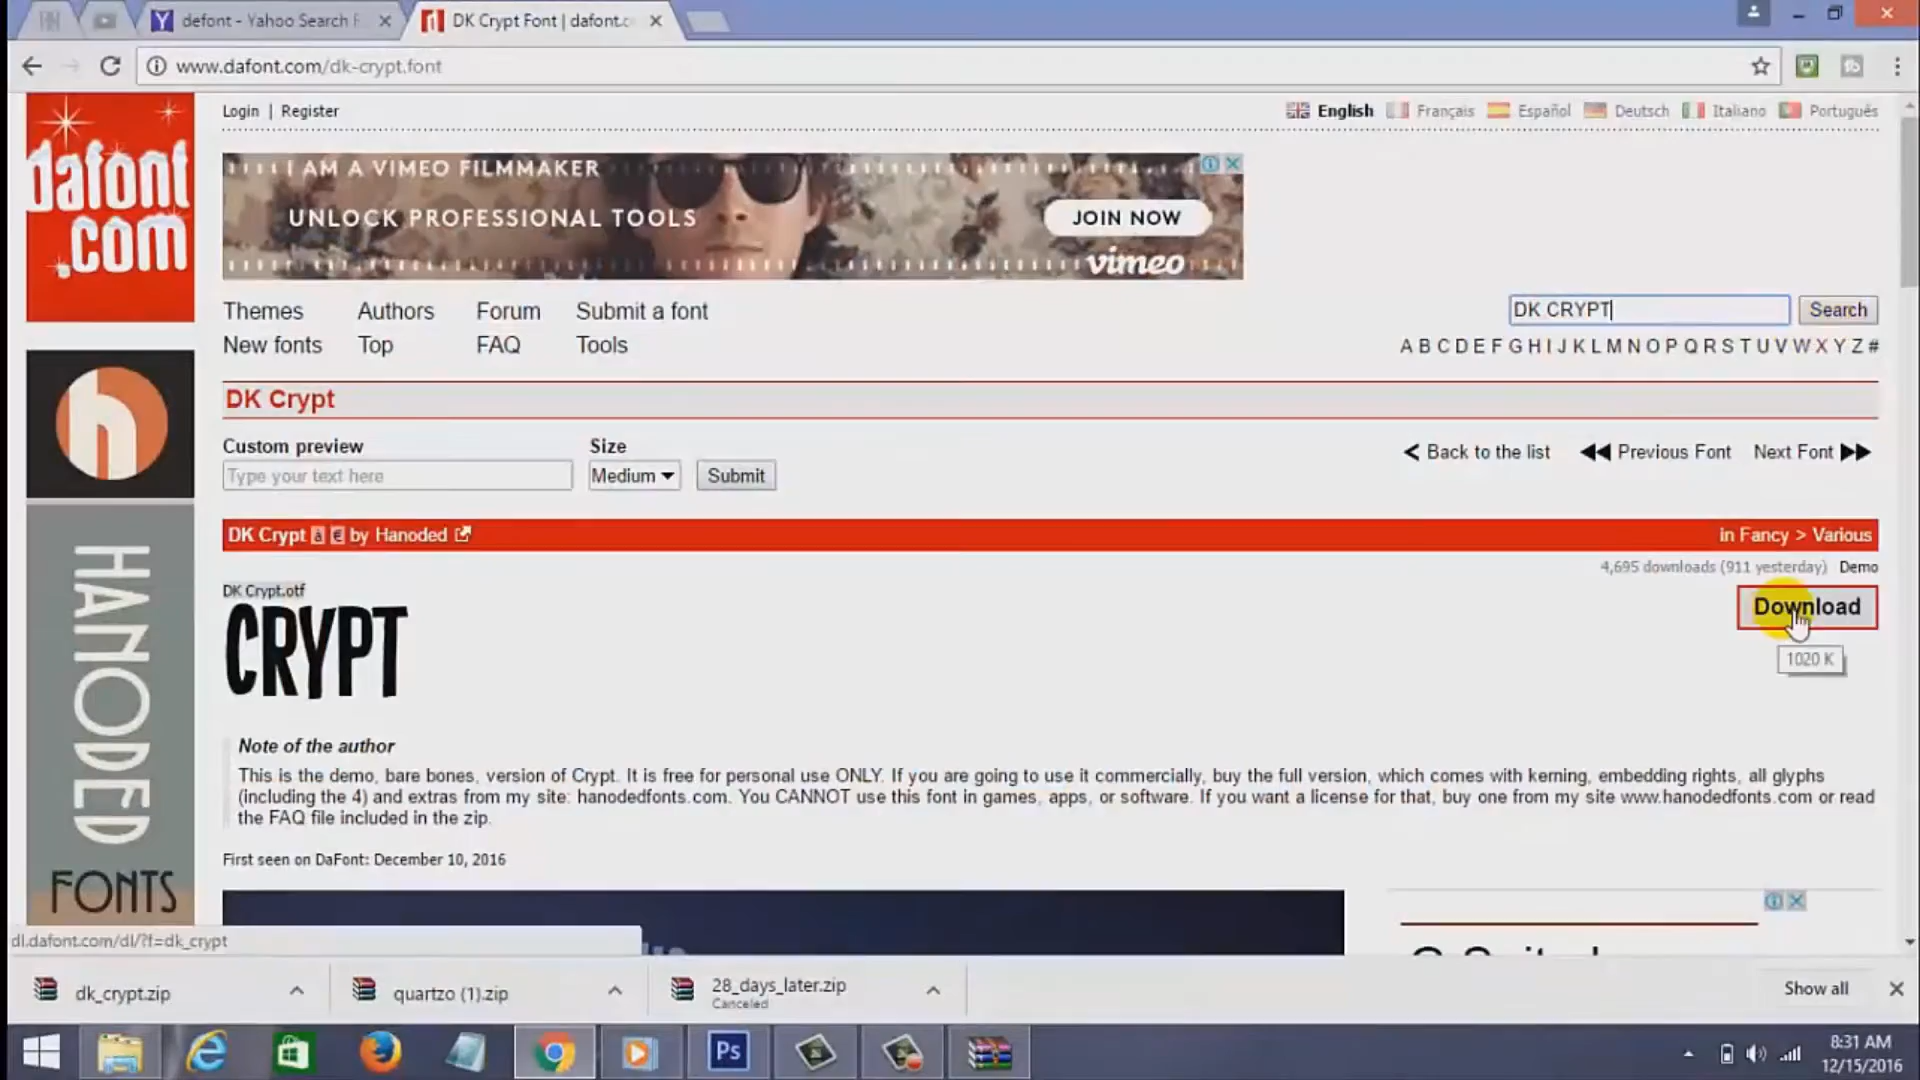 defont - Yahoo Search F
DK Crypt Font | dafont.c
www.dafont.com/dk-crypt.font
dafont
.com
Login | Register
English Français Español Deutsch Italiano Português
I AM A VIMEO FILMMAKER
UNLOCK PROFESSIONAL TOOLS
JOIN NOW
vimeo
Themes Authors Forum Submit a font
New fonts Top FAQ Tools
DK CRYPT
Search
A B C D E F G H I J K L M N O P Q R S T U V W X Y Z #
h
DK Crypt
Custom preview
Size
Type your text here
Medium
Submit
Back to the list
Previous Font
Next Font
DK Crypt à € by Hanoded
in Fancy > Various
4,695 downloads (911 yesterday) Demo
DK Crypt.otf
CRYPT
Download
1020 K
HANODED
FONTS
Note of the author
This is the demo, bare bones, version of Crypt. It is free for personal use ONLY. If you are going to use it commercially, buy the full version, which comes with kerning, embedding rights, all glyphs
(including the 4) and extras from my site: hanodedfonts.com. You CANNOT use this font in games, apps, or software. If you want a license for that, buy one from my site www.hanodedfonts.com or read
the FAQ file included in the zip.
First seen on DaFont: December 10, 2016
dl.dafont.com/dl/?f=dk_crypt
dk_crypt.zip
quartzo (1).zip
28_days_later.zip
Canceled
Show all
Ps
8:31 AM
12/15/2016